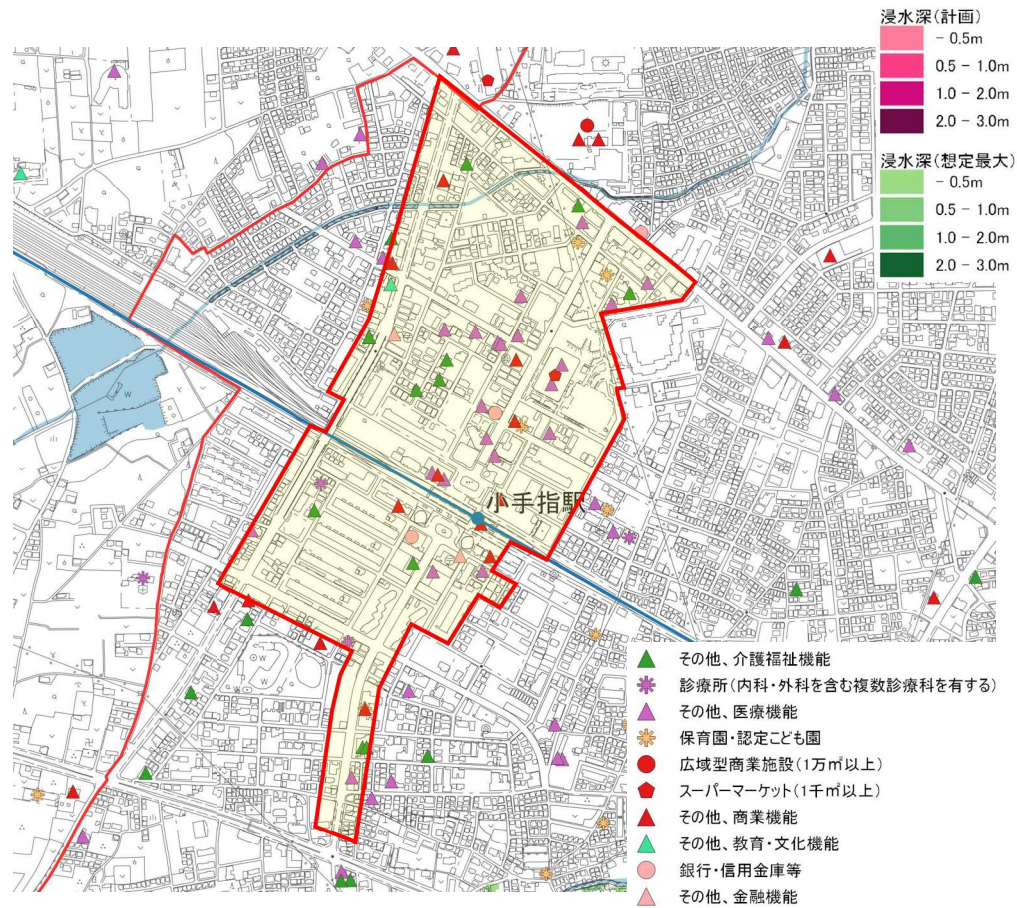 浸水深(計画)
- 0.5m
0.5 - 1.0m
1.0 - 2.0m
2.0 - 3.0m
浸水深(想定最大)
- 0.5m
0.5 - 1.0m
1.0 - 2.0m
2.0 - 3.0m
小手指駅
W
W
W
その他、介護福祉機能
診療所(内科・外科を含む複数診療科を有する)
その他、医療機能
保育園・認定こども園
広域型商業施設(1万㎡以上)
スーパーマーケット(1千㎡以上)
その他、商業機能
その他、教育・文化機能
銀行・信用金庫等
その他、金融機能